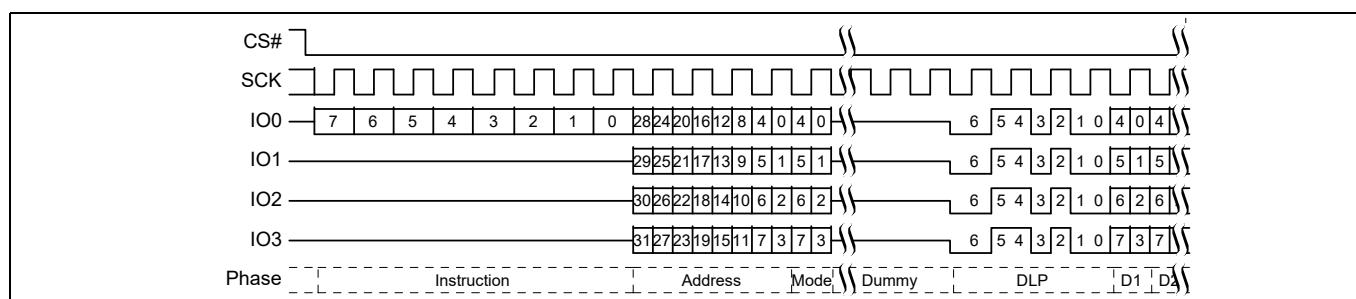 CS#
SCK
IO0 7 6 5 4 3 2 1 0 28 24 20 16 12 8 4 0 4 0 6 5 4 3 2 1 0 4 0 4
IO1 29 25 21 17 13 9 5 1 5 1 6 5 4 3 2 1 0 5 1 5
IO2 30 26 22 18 14 10 6 2 6 2 6 5 4 3 2 1 0 6 2 6
IO3 31 27 23 19 15 11 7 3 7 3 6 5 4 3 2 1 0 7 3 7
Phase Instruction Address Mode Dummy DLP D1 D2